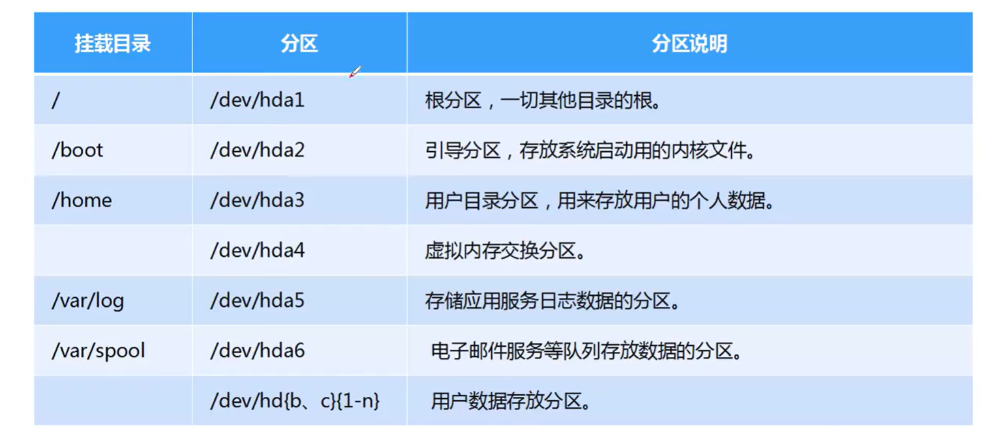 挂载目录 分区 分区说明
/ /dev/hda1 根分区，一切其他目录的根。
/boot /dev/hda2 引导分区，存放系统启动用的内核文件。
/home /dev/hda3 用户目录分区，用来存放用户的个人数据。
/dev/hda4 虚拟内存交换分区。
/var/log /dev/hda5 存储应用服务日志数据的分区。
/var/spool /dev/hda6 电子邮件服务等队列存放数据的分区。
/dev/hd{b、c}{1-n} 用户数据存放分区。